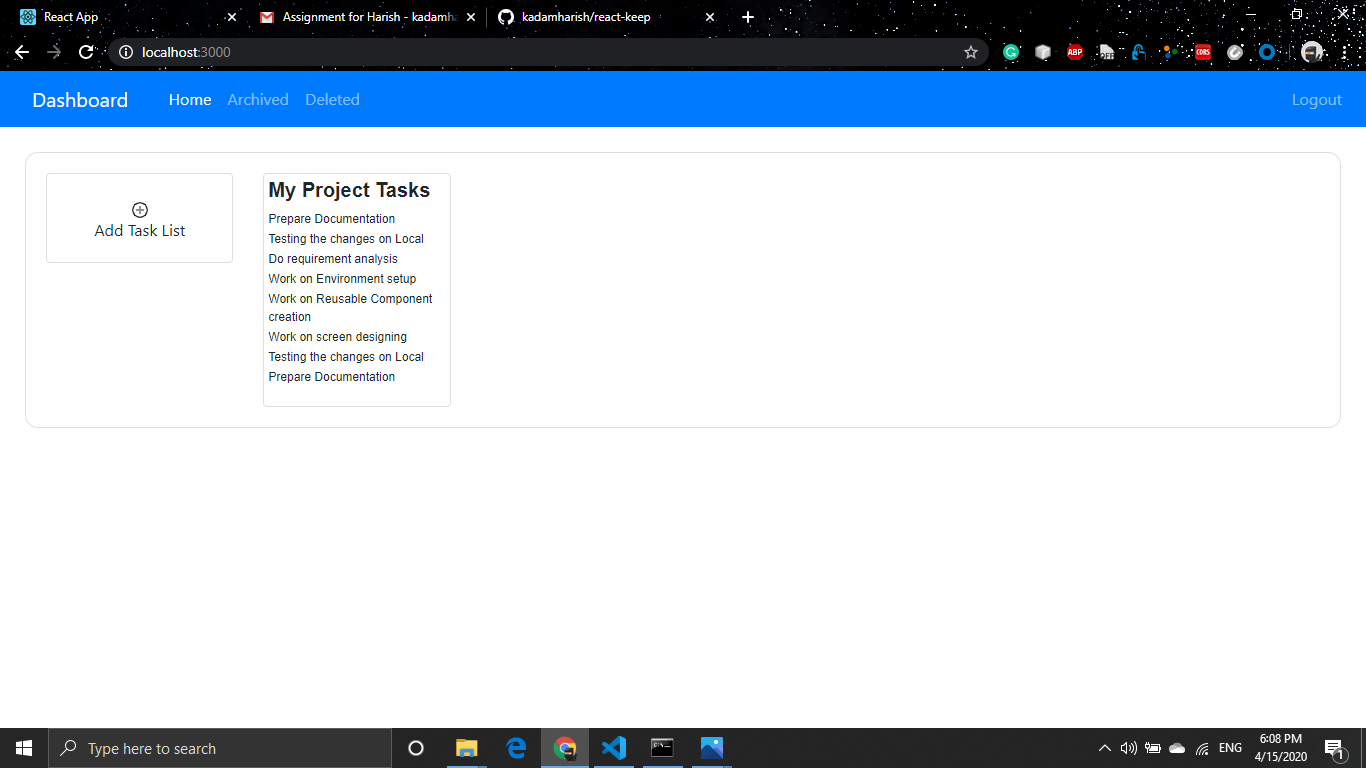 React App
Assignment for Harish - kadamha
kadamharish/react-keep
localhost:3000
ABP
OFF
CORS
Dashboard
Home
Archived
Deleted
Logout
Add Task List
My Project Tasks
Prepare Documentation
Testing the changes on Local
Do requirement analysis
Work on Environment setup
Work on Reusable Component
creation
Work on screen designing
Testing the changes on Local
Prepare Documentation
Type here to search
ENG
6:08 PM
4/15/2020
1